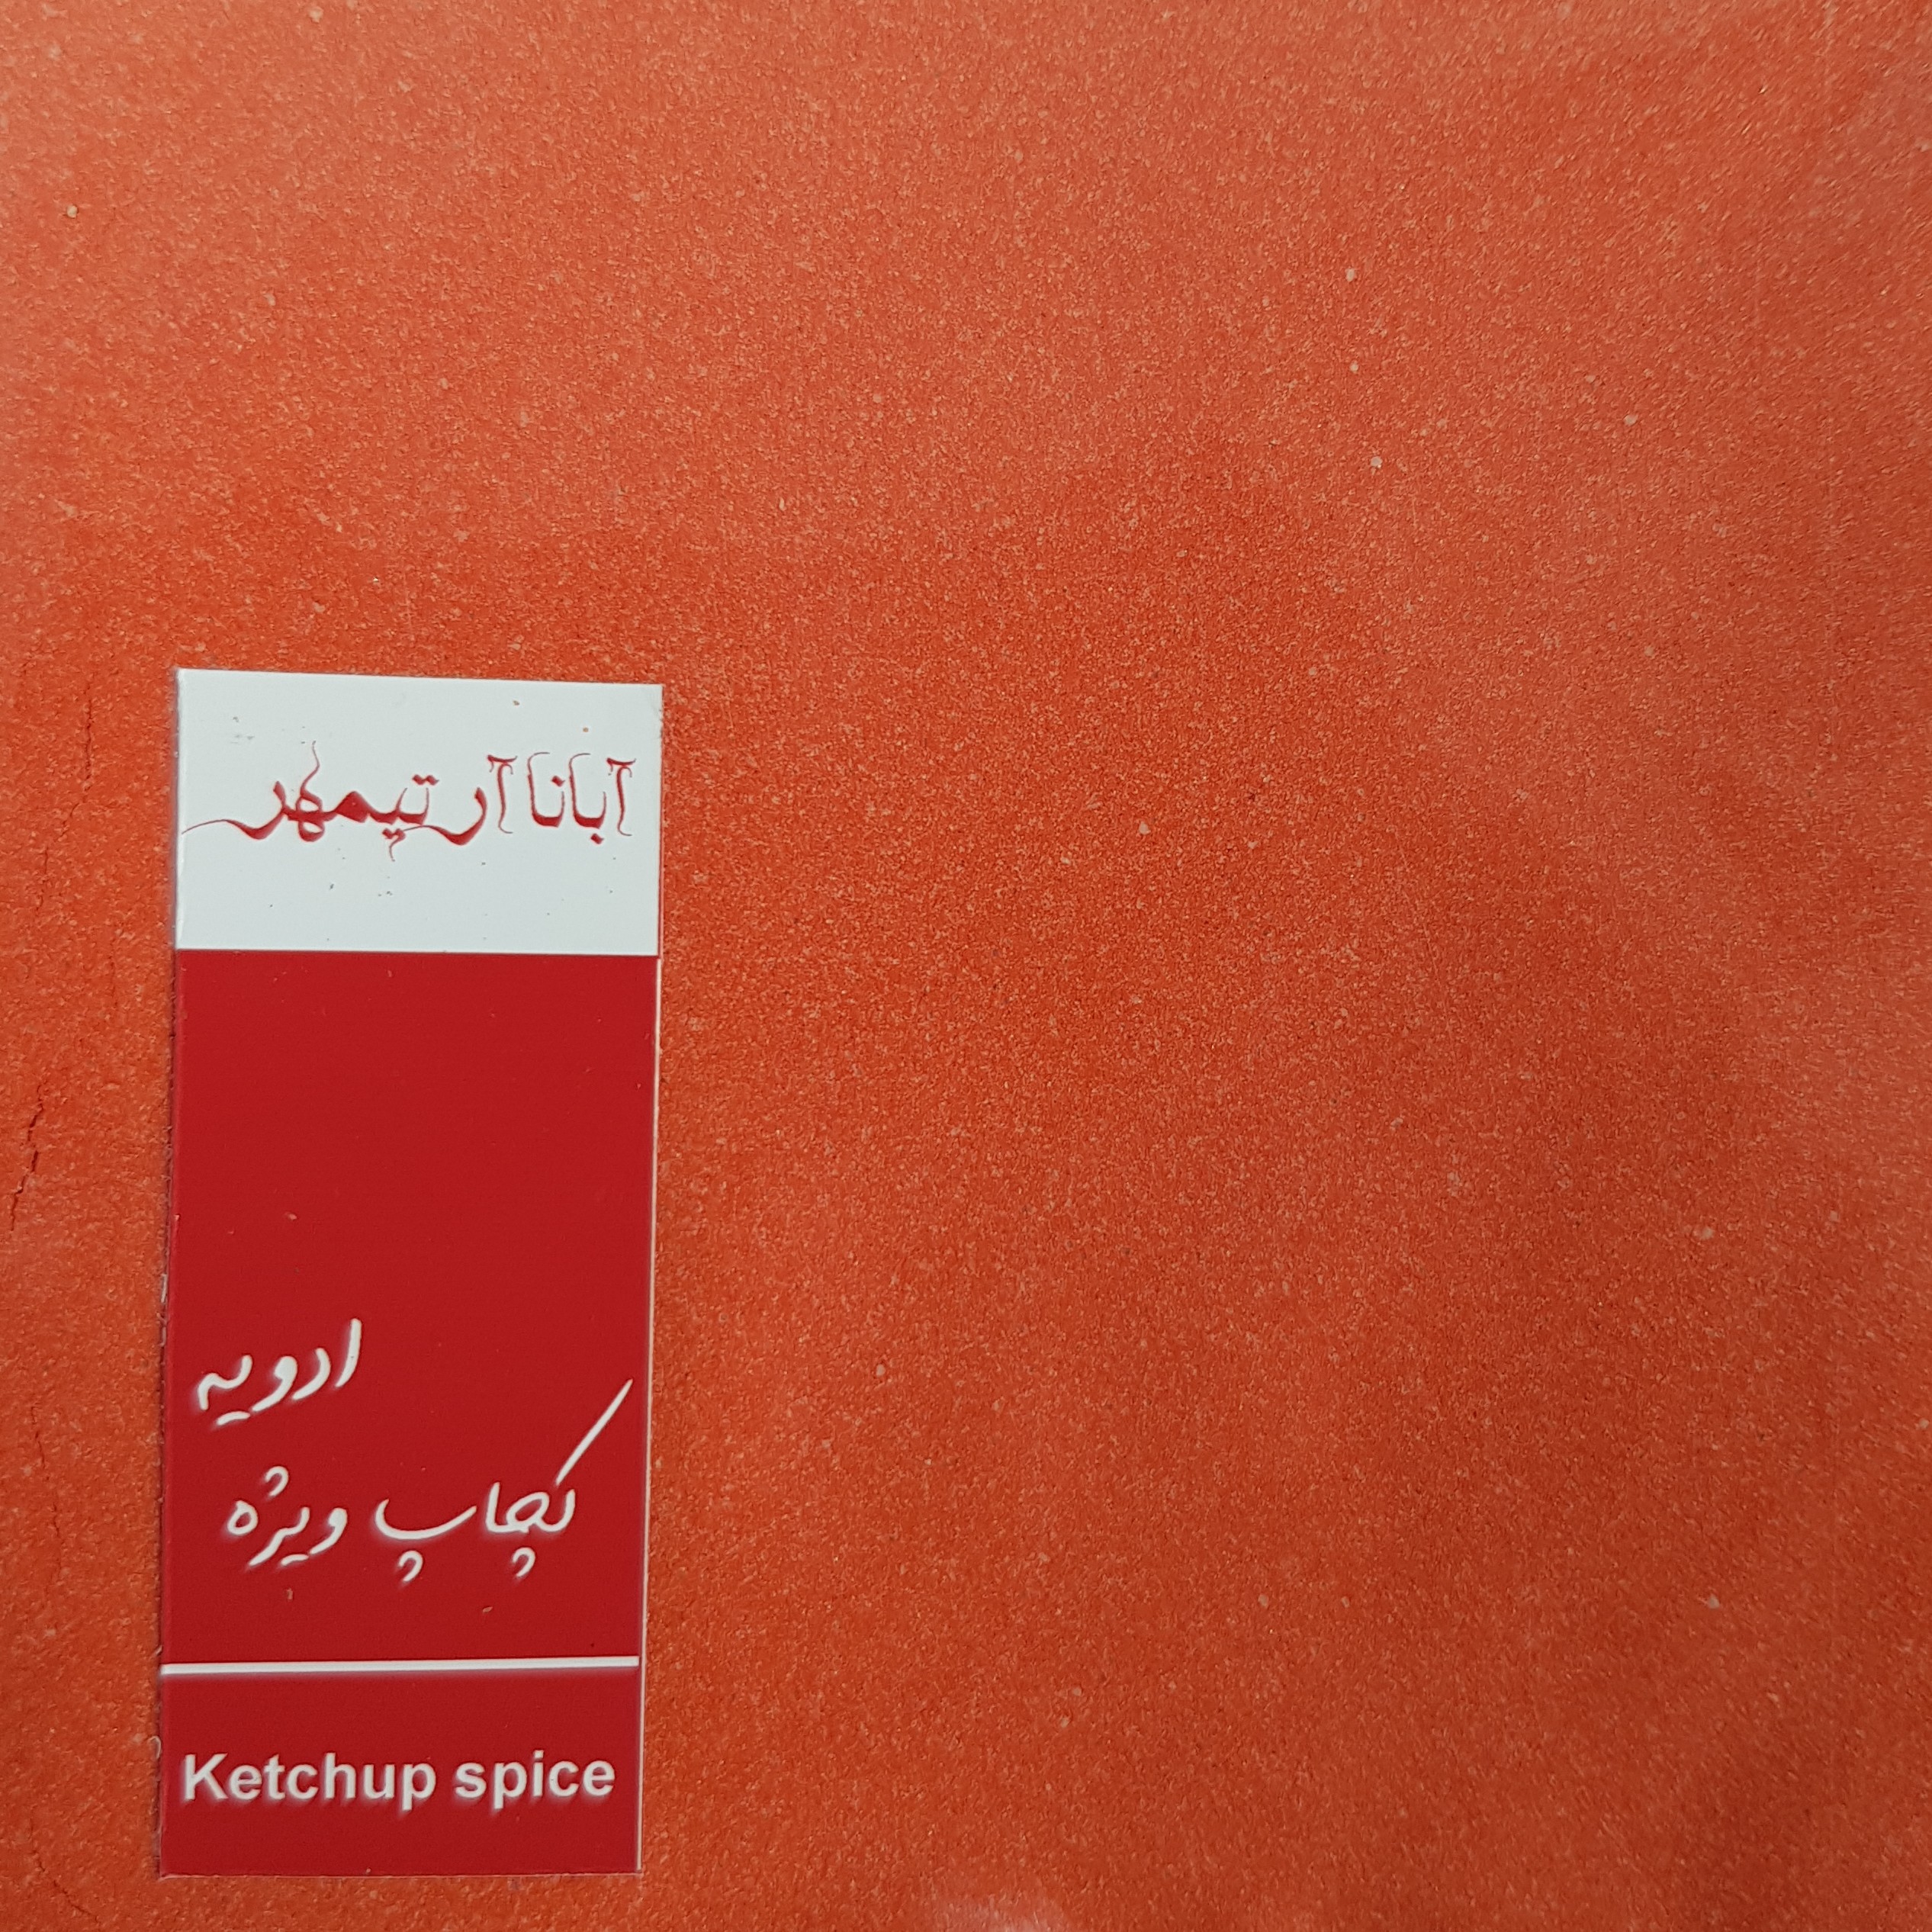 آبانا آرتیمهر
ادویه
کچاپ ویژه
Ketchup spice